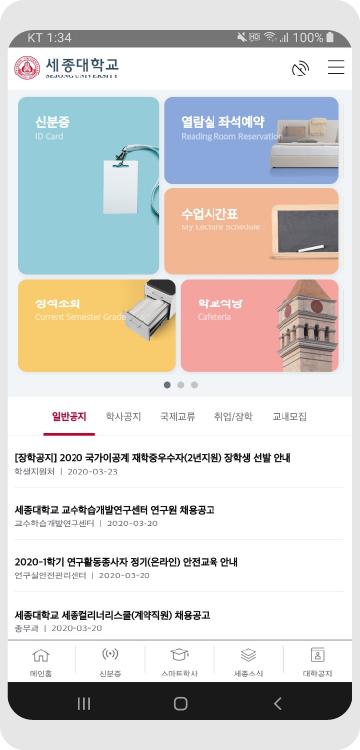 KT 1:34
100%
세종대학교
SEJONG UNIVERSITY
신분증
ID Card
열람실 좌석예약
Reading Room Reservation
수업시간표
My Lecture Schedule
성적조회
Current Semester Grade
학교식당
Cafeteria
일반공지 학사공지 국제교류 취업/장학 교내모집
[장학공지] 2020 국가이공계 재학중우수자(2년지원) 장학생 선발 안내
학생지원처 | 2020-03-23
세종대학교 교수학습개발연구센터 연구원 채용공고
교수학습개발연구센터 | 2020-03-20
2020-1학기 연구활동종사자 정기(온라인) 안전교육 안내
연구실안전관리센터 | 2020-03-20
세종대학교 세종컬리너리스쿨(계약직원) 채용공고
총무과 | 2020-03-20
메인홈 신분증 스마트학사 세종소식 대학공지